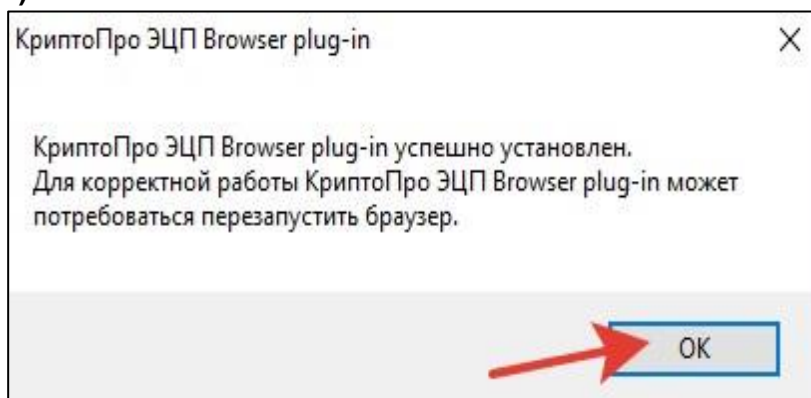 КриптоПро ЭЦП Browser plug-in
КриптоПро ЭЦП Browser plug-in успешно установлен.
Для корректной работы КриптоПро ЭЦП Browser plug-in может
потребоваться перезапустить браузер.
ОК